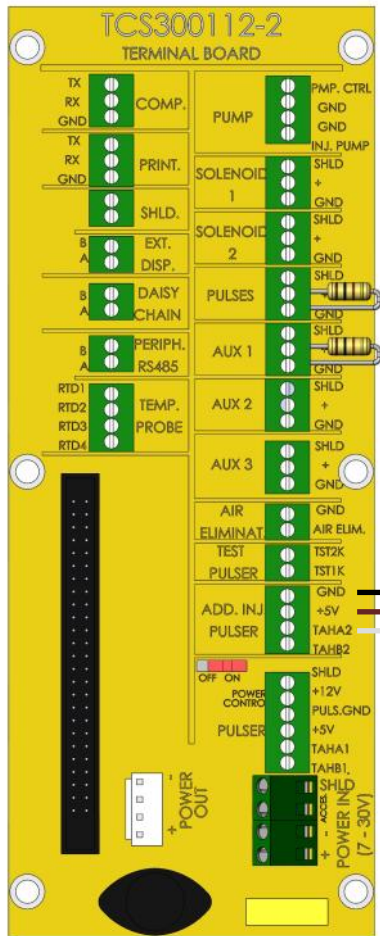 TCS300112-2
TERMINAL BOARD
TX
RX
GND
COMP.
TX
RX
GND
PRINT.
SHLD.
B
A
EXT.
DISP.
B
A
DAISY
CHAIN
B
A
PERIPH.
RS485
RTD1
RTD2
RTD3
RTD4
TEMP.
PROBE
PUMP
PMP. CTRL
GND
GND
INJ. PUMP
SOLENOID
1
SHLD
+
GND
SOLENOID
2
SHLD
+
GND
PULSES
SHLD
GND
AUX 1
SHLD
GND
AUX 2
SHLD
+
GND
AUX 3
SHLD
+
GND
AIR
ELIMINAT.
GND
AIR ELIM.
TEST
PULSER
TST2K
TST1K
ADD. INJ.
PULSER
GND
+5V
TAHA2
TAHB2
OFF ON
POWER
CONTRO
PULSER
SHLD
+12V
PULS.GND
+5V
TAHA1
TAHB1
- +
POWER
OUT
SHLD
ACCES.
- +
POWER IN
(7 - 30V)